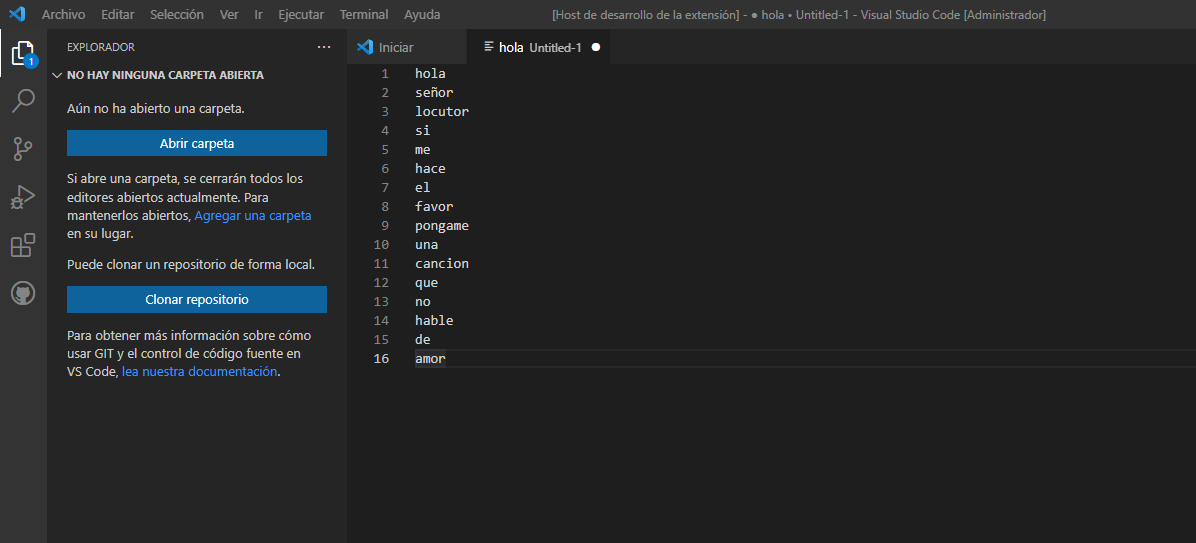 Archivo Editar Selección Ver Ir Ejecutar Terminal Ayuda [Host de desarrollo de la extensión] - ● hola • Untitled-1 - Visual Studio Code [Administrador]
EXPLORADOR ···
NO HAY NINGUNA CARPETA ABIERTA
Aún no ha abierto una carpeta.
Abrir carpeta
Si abre una carpeta, se cerrarán todos los
editores abiertos actualmente. Para
mantenerlos abiertos, Agregar una carpeta
en su lugar.
Puede clonar un repositorio de forma local.
Clonar repositorio
Para obtener más información sobre cómo
usar GIT y el control de código fuente en
VS Code, lea nuestra documentación.
1
Iniciar
hola Untitled-1 ●
1 hola
2 señor
3 locutor
4 si
5 me
6 hace
7 el
8 favor
9 pongame
10 una
11 cancion
12 que
13 no
14 hable
15 de
16 amor